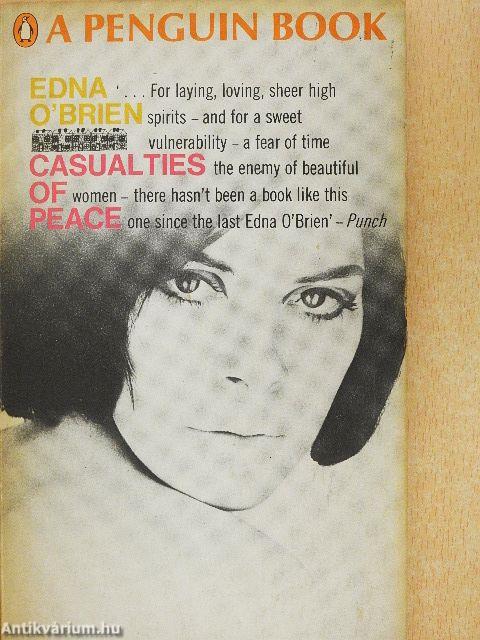 A PENGUIN BOOK
EDNA '... For laying, loving, sheer high
O'BRIEN spirits – and for a sweet
vulnerability – a fear of time
CASUALTIES the enemy of beautiful
OF women – there hasn't been a book like this
PEACE one since the last Edna O'Brien' – Punch
Antikvárium.hu